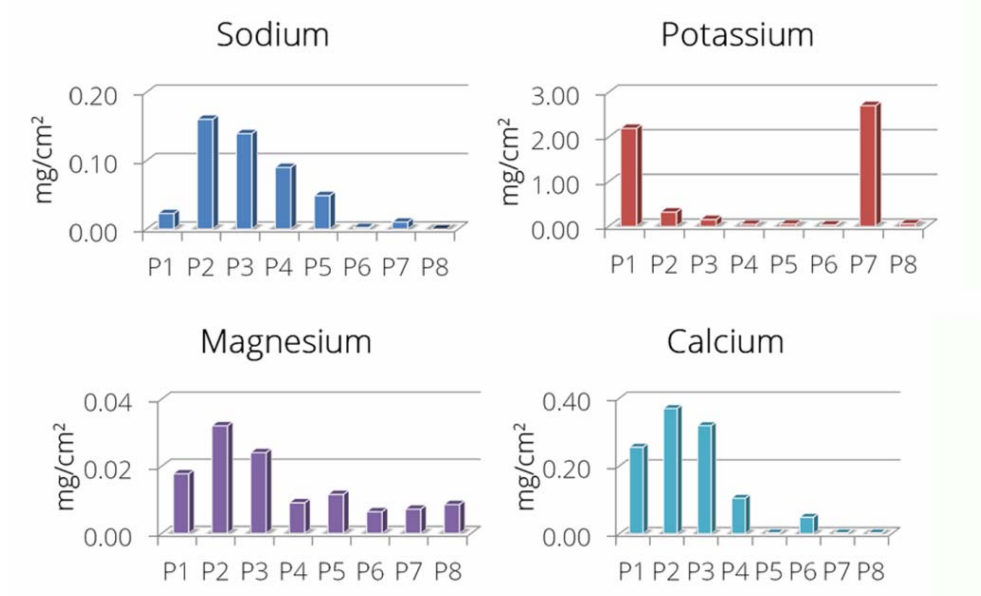 Sodium
mg/cm²
0.20
0.10
0.00
P1 P2 P3 P4 P5 P6 P7 P8
Potassium
mg/cm²
3.00
2.00
1.00
0.00
P1 P2 P3 P4 P5 P6 P7 P8
Magnesium
mg/cm²
0.04
0.02
0.00
P1 P2 P3 P4 P5 P6 P7 P8
Calcium
mg/cm²
0.40
0.20
0.00
P1 P2 P3 P4 P5 P6 P7 P8